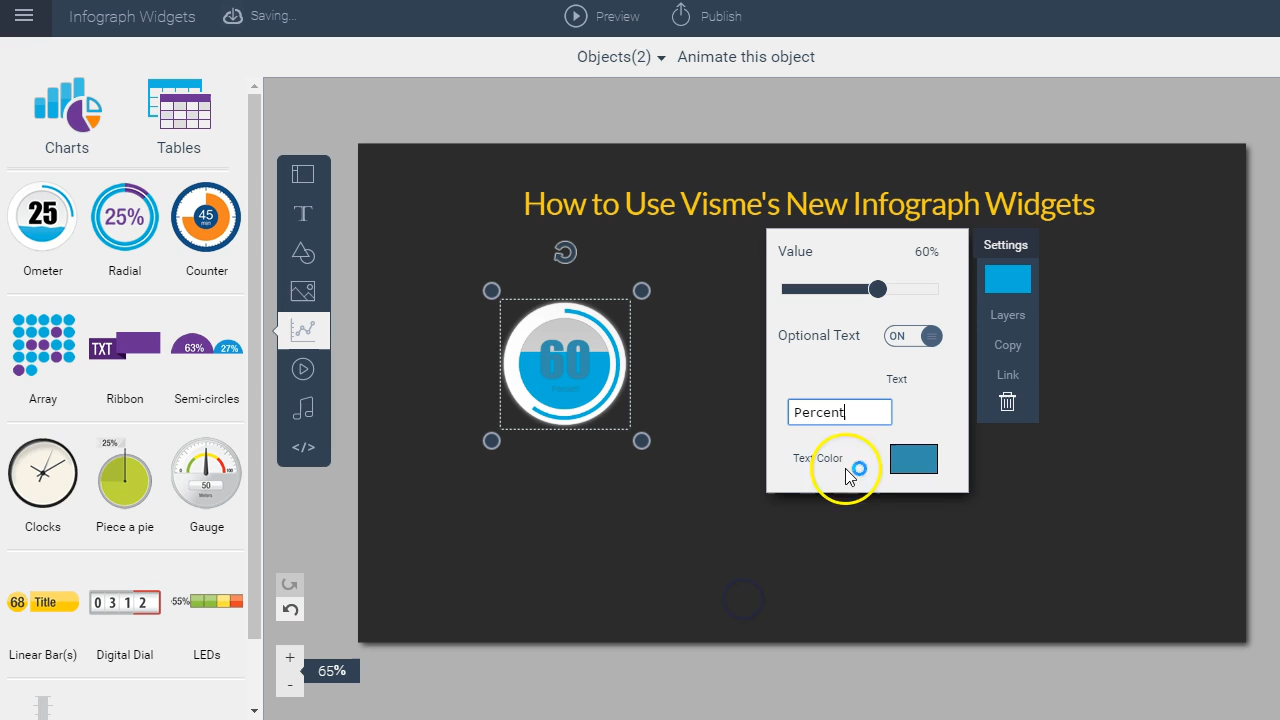 Infograph Widgets
Saving...
Preview
Publish
Objects(2)
Animate this object
Charts
Tables
25
25%
45
min
Ometer
Radial
Counter
TXT
63%
27%
Array
Ribbon
Semi-circles
25%
50
Meters
Clocks
Piece a pie
Gauge
68 Title
0 3 1 2
55%
Linear Bar(s)
Digital Dial
LEDs
T
</>
+
65%
-
How to Use Visme's New Infograph Widgets
60
Percent
Value
60%
Optional Text
ON
Text
Percent
Text Color
Settings
Layers
Copy
Link